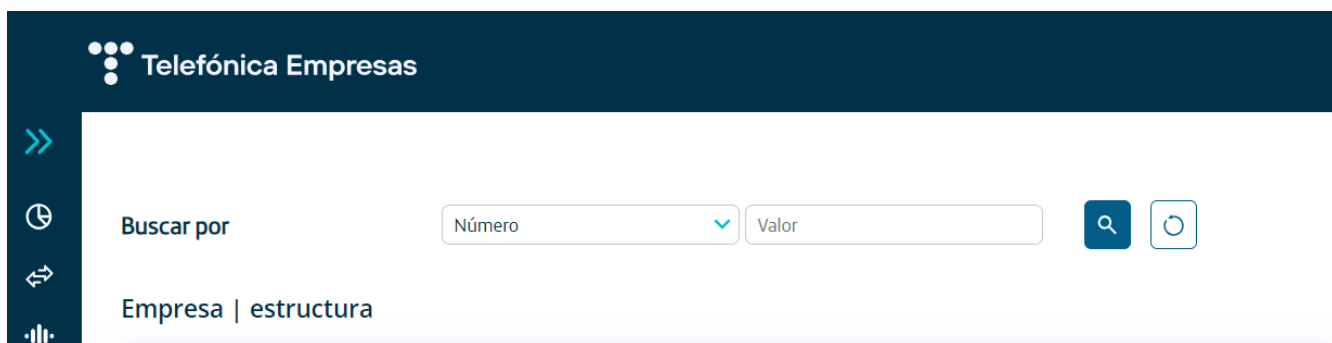 Telefónica Empresas
Buscar por Número Valor
Empresa | estructura